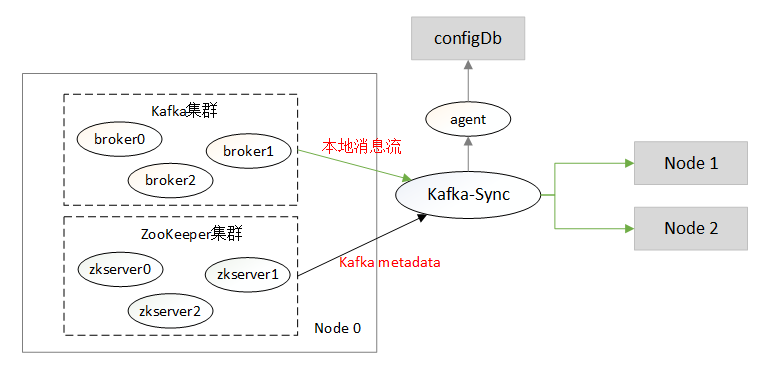 configDb
Kafka集群
broker0
broker1
broker2
本地消息流
agent
Kafka-Sync
Node 1
Node 2
ZooKeeper集群
zkserver0
zkserver1
zkserver2
Kafka metadata
Node 0